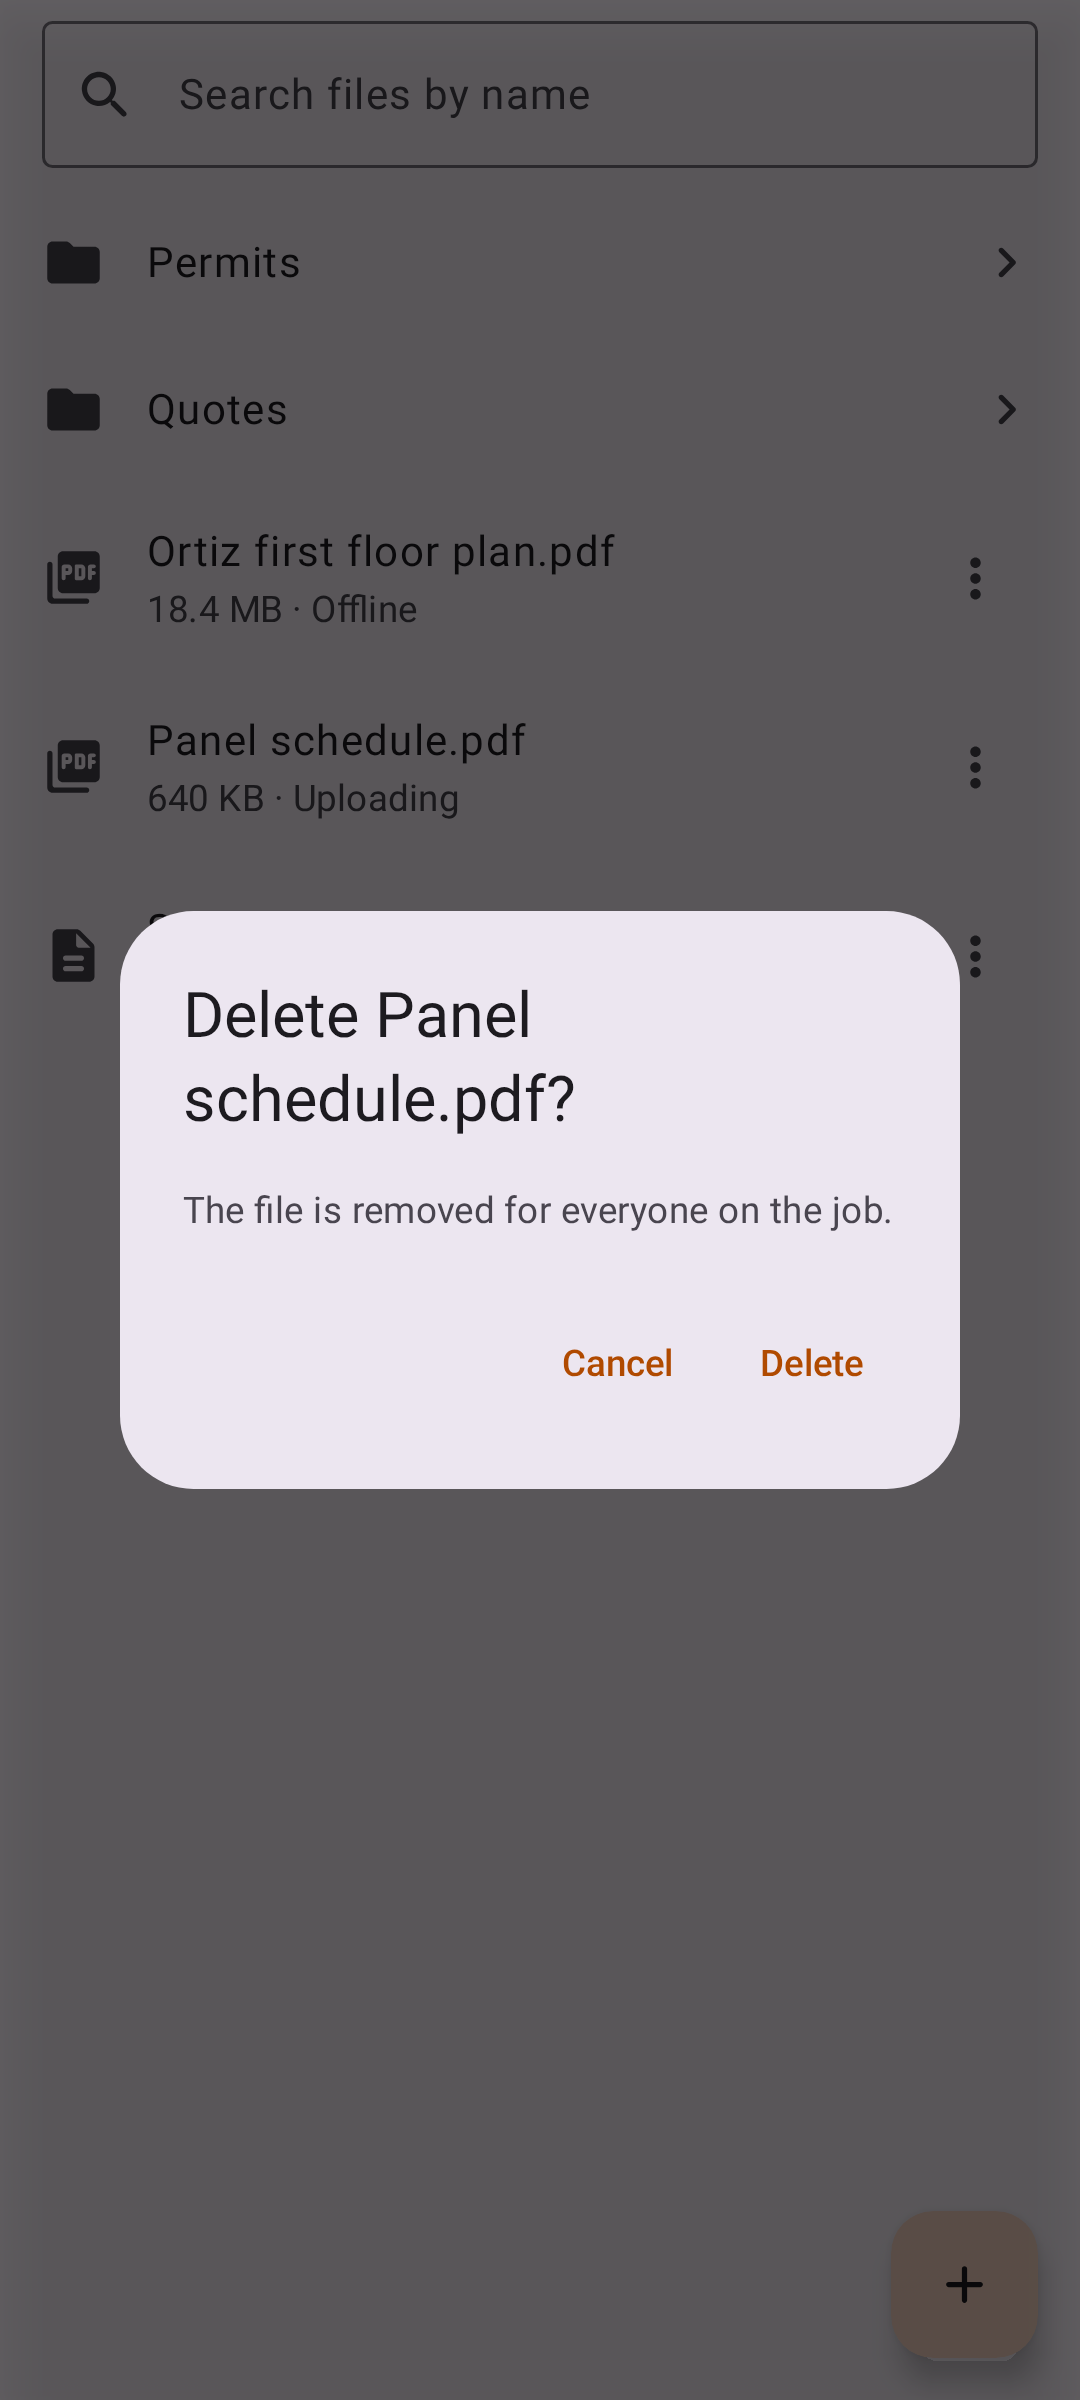 Search files by name
Permits
Quotes
Ortiz first floor plan.pdf
18.4 MB · Offline
Panel schedule.pdf
640 KB · Uploading
Delete Panel
schedule.pdf?
The file is removed for everyone on the job.
Cancel
Delete